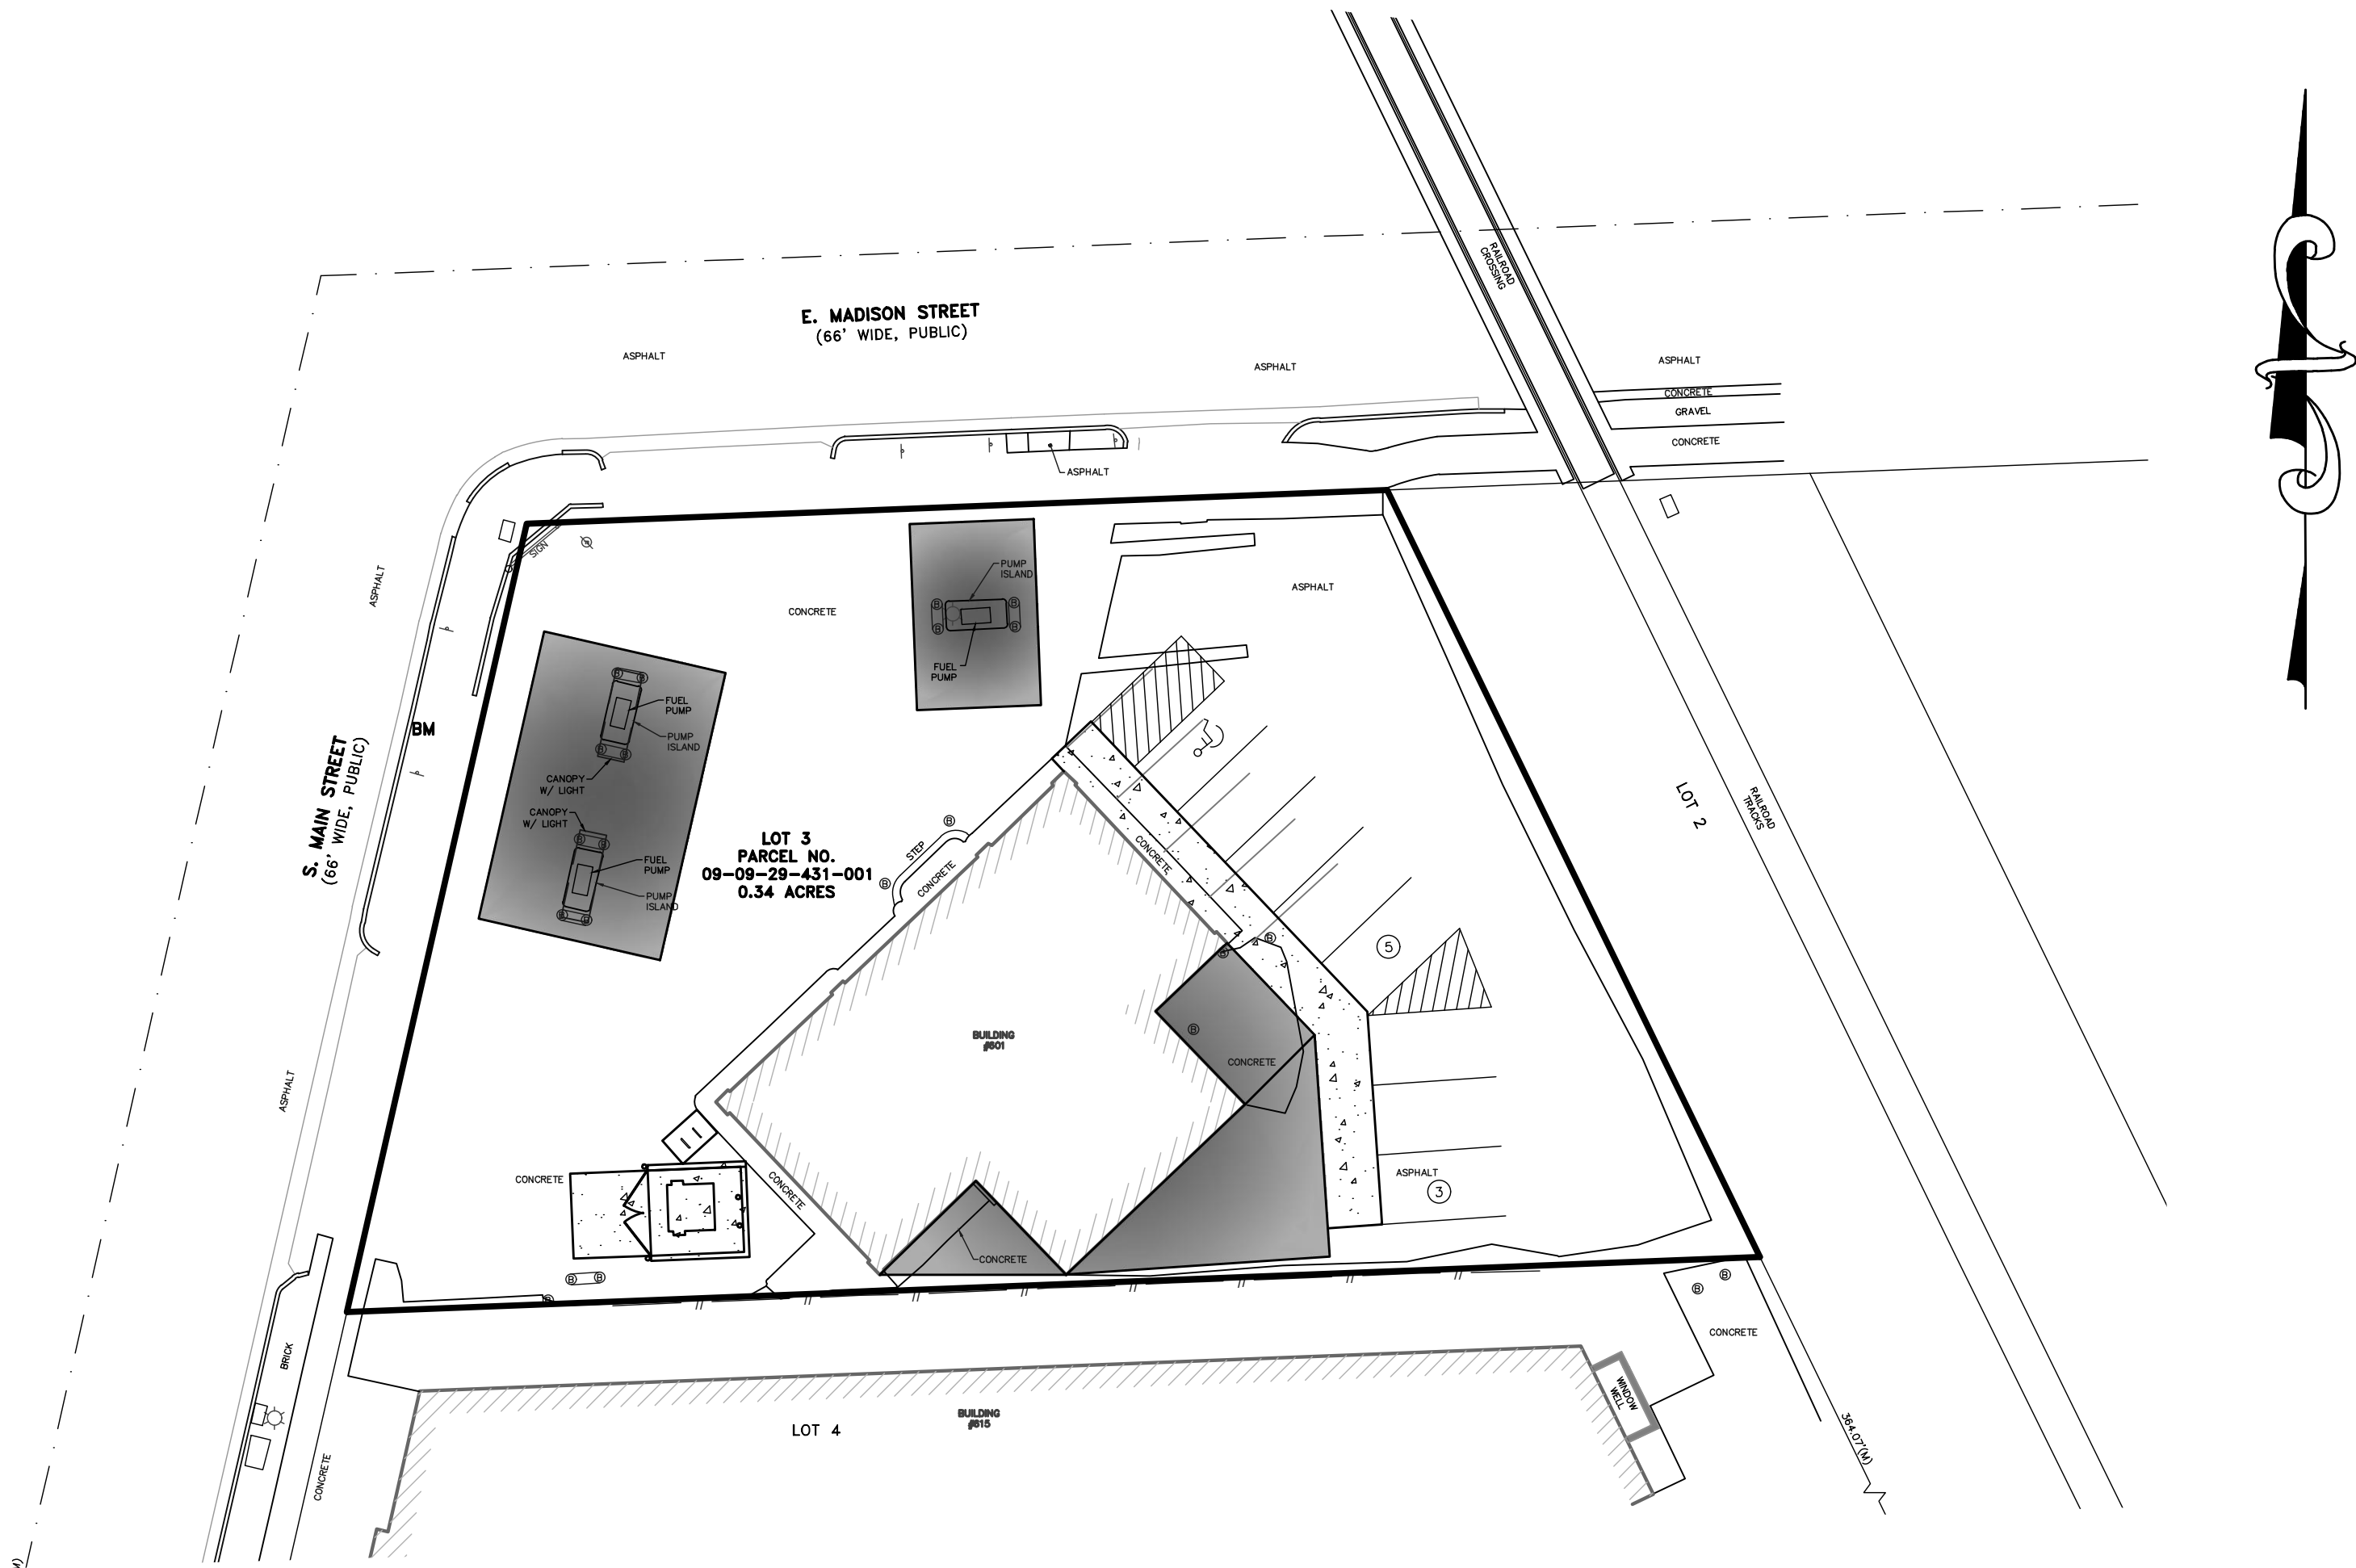 RAILROAD
CROSSING
E. MADISON STREET
(66' WIDE, PUBLIC)
ASPHALT
ASPHALT
ASPHALT
CONCRETE
GRAVEL
CONCRETE
ASPHALT
SIGN
ASPHALT
CONCRETE
PUMP
ISLAND
FUEL
PUMP
ASPHALT
BM
S. MAIN STREET
(66' WIDE, PUBLIC)
B
B
B
B
B
B
B
B
FUEL
PUMP
PUMP
ISLAND
CANOPY
W/ LIGHT
CANOPY
W/ LIGHT
B
B
B
B
FUEL
PUMP
PUMP
ISLAND
LOT 3
PARCEL NO.
09-09-29-431-001
0.34 ACRES
B
STEP
B
CONCRETE
CONCRETE
LOT 2
RAILROAD
TRACKS
B
B
5
B
BUILDING
#601
CONCRETE
ASPHALT
CONCRETE
CONCRETE
ASPHALT
3
CONCRETE
B
B
B
B
B
CONCRETE
BRICK
WINDOW
WELL
LOT 4
BUILDING
#615
364.07'(M)
CONCRETE